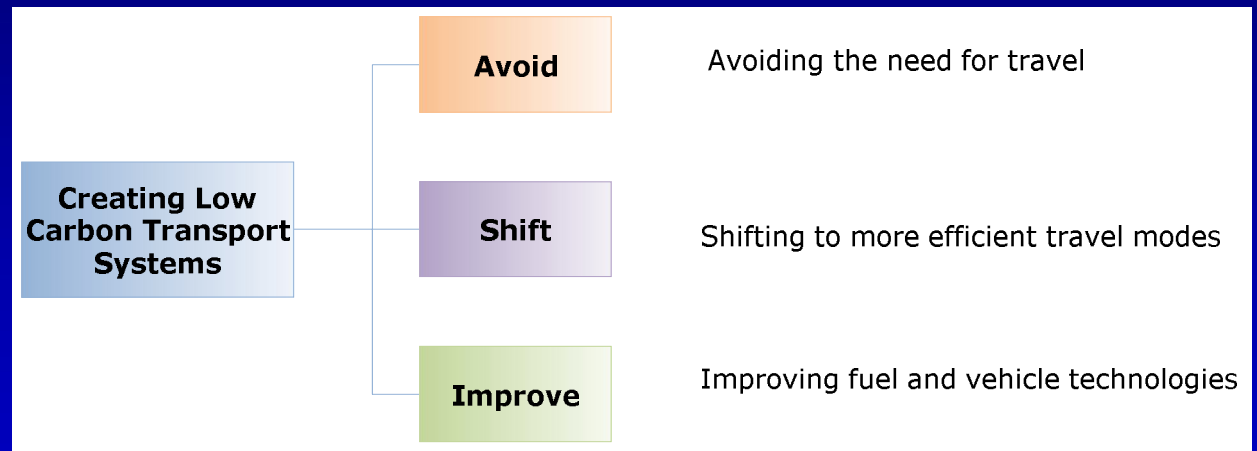 Avoid
Avoiding the need for travel
Creating Low
Carbon Transport
Systems
Shift
Shifting to more efficient travel modes
Improve
Improving fuel and vehicle technologies